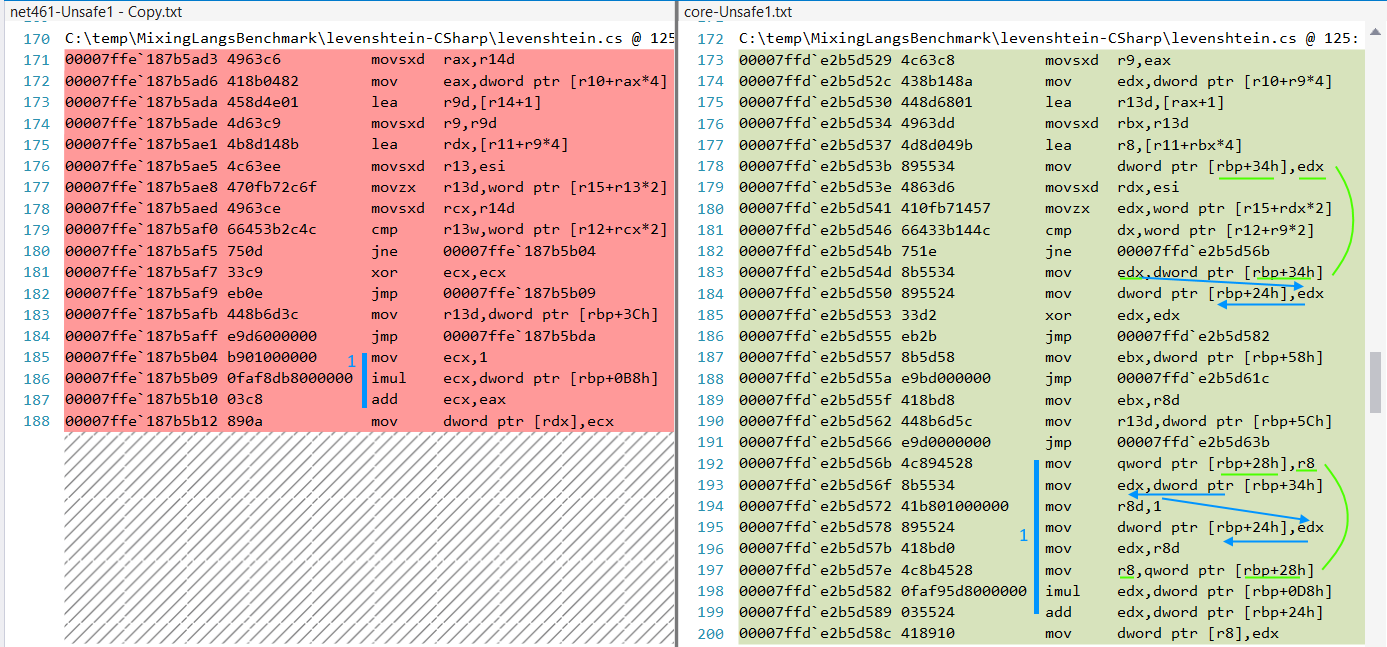 net461-Unsafe1 - Copy.txt
170 C:\temp\MixingLangsBenchmark\levenshtein-CSharp\levenshtein.cs @ 125
171 00007ffe`187b5ad3 4963c6 movsxd rax,r14d
172 00007ffe`187b5ad6 418b0482 mov eax,dword ptr [r10+rax*4]
173 00007ffe`187b5ada 458d4e01 lea r9d,[r14+1]
174 00007ffe`187b5ade 4d63c9 movsxd r9,r9d
175 00007ffe`187b5ae1 4b8d148b lea rdx,[r11+r9*4]
176 00007ffe`187b5ae5 4c63ee movsxd r13,esi
177 00007ffe`187b5ae8 470fb72c6f movzx r13d,word ptr [r15+r13*2]
178 00007ffe`187b5aed 4963ce movsxd rcx,r14d
179 00007ffe`187b5af0 66453b2c4c cmp r13w,word ptr [r12+rcx*2]
180 00007ffe`187b5af5 750d jne 00007ffe`187b5b04
181 00007ffe`187b5af7 33c9 xor ecx,ecx
182 00007ffe`187b5af9 eb0e jmp 00007ffe`187b5b09
183 00007ffe`187b5afb 448b6d3c mov r13d,dword ptr [rbp+3Ch]
184 00007ffe`187b5aff e9d6000000 jmp 00007ffe`187b5bda
185 00007ffe`187b5b04 b901000000 1 mov ecx,1
186 00007ffe`187b5b09 0faf8db8000000 imul ecx,dword ptr [rbp+0B8h]
187 00007ffe`187b5b10 03c8 add ecx,eax
188 00007ffe`187b5b12 890a mov dword ptr [rdx],ecx
core-Unsafe1.txt
172 C:\temp\MixingLangsBenchmark\levenshtein-CSharp\levenshtein.cs @ 125:
173 00007ffd`e2b5d529 4c63c8 movsxd r9,eax
174 00007ffd`e2b5d52c 438b148a mov edx,dword ptr [r10+r9*4]
175 00007ffd`e2b5d530 448d6801 lea r13d,[rax+1]
176 00007ffd`e2b5d534 4963dd movsxd rbx,r13d
177 00007ffd`e2b5d537 4d8d049b lea r8,[r11+rbx*4]
178 00007ffd`e2b5d53b 895534 mov dword ptr [rbp+34h],edx
179 00007ffd`e2b5d53e 4863d6 movsxd rdx,esi
180 00007ffd`e2b5d541 410fb71457 movzx edx,word ptr [r15+rdx*2]
181 00007ffd`e2b5d546 66433b144c cmp dx,word ptr [r12+r9*2]
182 00007ffd`e2b5d54b 751e jne 00007ffd`e2b5d56b
183 00007ffd`e2b5d54d 8b5534 mov edx,dword ptr [rbp+34h]
184 00007ffd`e2b5d550 895524 mov dword ptr [rbp+24h],edx
185 00007ffd`e2b5d553 33d2 xor edx,edx
186 00007ffd`e2b5d555 eb2b jmp 00007ffd`e2b5d582
187 00007ffd`e2b5d557 8b5d58 mov ebx,dword ptr [rbp+58h]
188 00007ffd`e2b5d55a e9bd000000 jmp 00007ffd`e2b5d61c
189 00007ffd`e2b5d55f 418bd8 mov ebx,r8d
190 00007ffd`e2b5d562 448b6d5c mov r13d,dword ptr [rbp+5Ch]
191 00007ffd`e2b5d566 e9d0000000 jmp 00007ffd`e2b5d63b
192 00007ffd`e2b5d56b 4c894528 mov qword ptr [rbp+28h],r8
193 00007ffd`e2b5d56f 8b5534 mov edx,dword ptr [rbp+34h]
194 00007ffd`e2b5d572 41b801000000 mov r8d,1
195 00007ffd`e2b5d578 895524 1 mov dword ptr [rbp+24h],edx
196 00007ffd`e2b5d57b 418bd0 mov edx,r8d
197 00007ffd`e2b5d57e 4c8b4528 mov r8,qword ptr [rbp+28h]
198 00007ffd`e2b5d582 0faf95d8000000 imul edx,dword ptr [rbp+0D8h]
199 00007ffd`e2b5d589 035524 add edx,dword ptr [rbp+24h]
200 00007ffd`e2b5d58c 418910 mov dword ptr [r8],edx